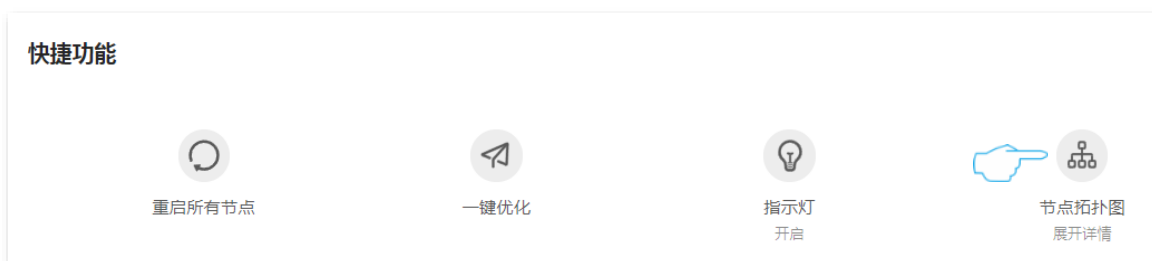 快捷功能
重启所有节点
一键优化
指示灯
开启
节点拓扑图
展开详情